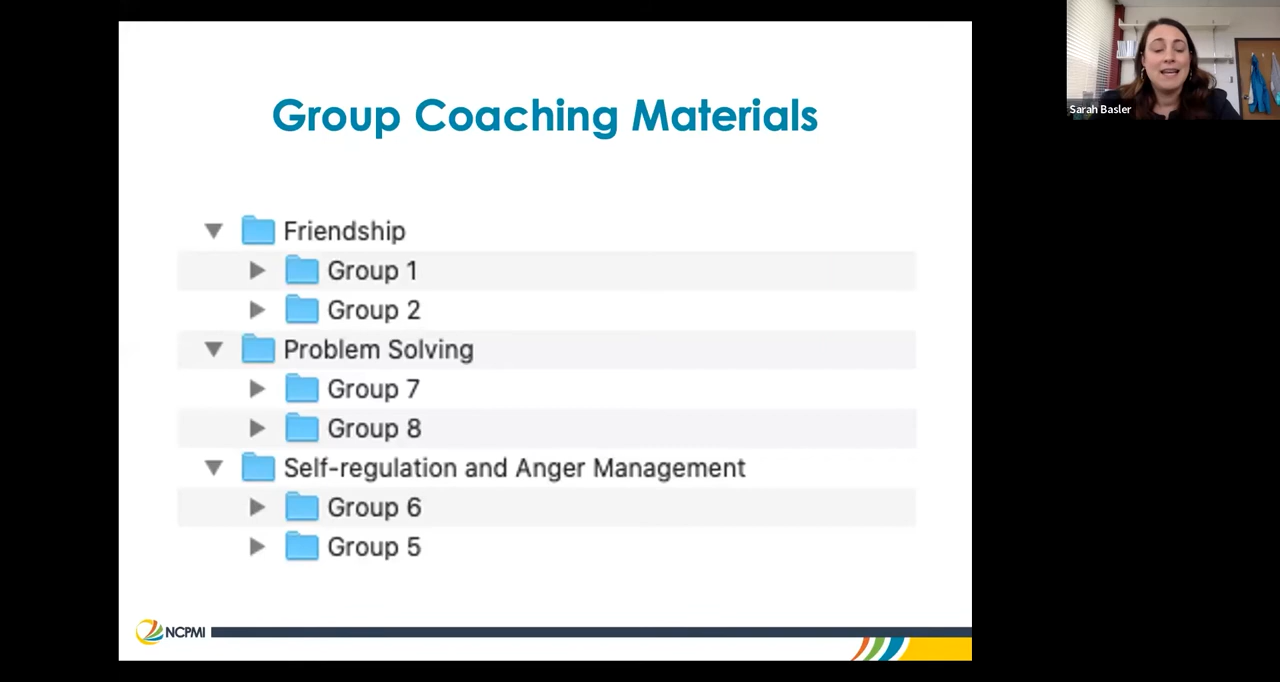 Group Coaching Materials
Sarah Basler
Friendship
Group 1
Group 2
Problem Solving
Group 7
Group 8
Self-regulation and Anger Management
Group 6
Group 5
NCPMI